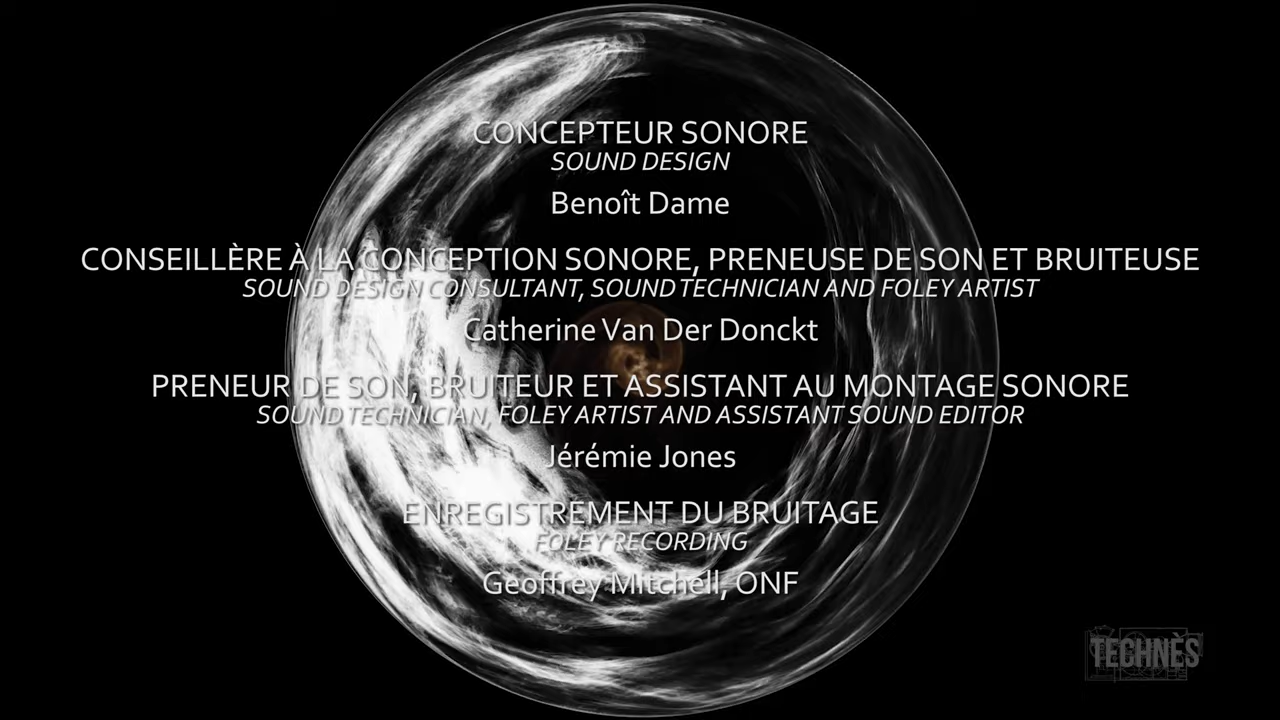 CONCEPTEUR SONORE
SOUND DESIGN
Benoît Dame
CONSEILLÈRE À LA CONCEPTION SONORE, PRENEUSE DE SON ET BRUITEUSE
SOUND DESIGN CONSULTANT, SOUND TECHNICIAN AND FOLEY ARTIST
Catherine Van Der Donckt
PRENEUR DE SON, BRUITEUR ET ASSISTANT AU MONTAGE SONORE
SOUND TECHNICIAN, FOLEY ARTIST AND ASSISTANT SOUND EDITOR
Jérémie Jones
ENREGISTREMENT DU BRUITAGE
FOLEY RECORDING
Geoffrey Mitchell, ONF
TECHNÈS